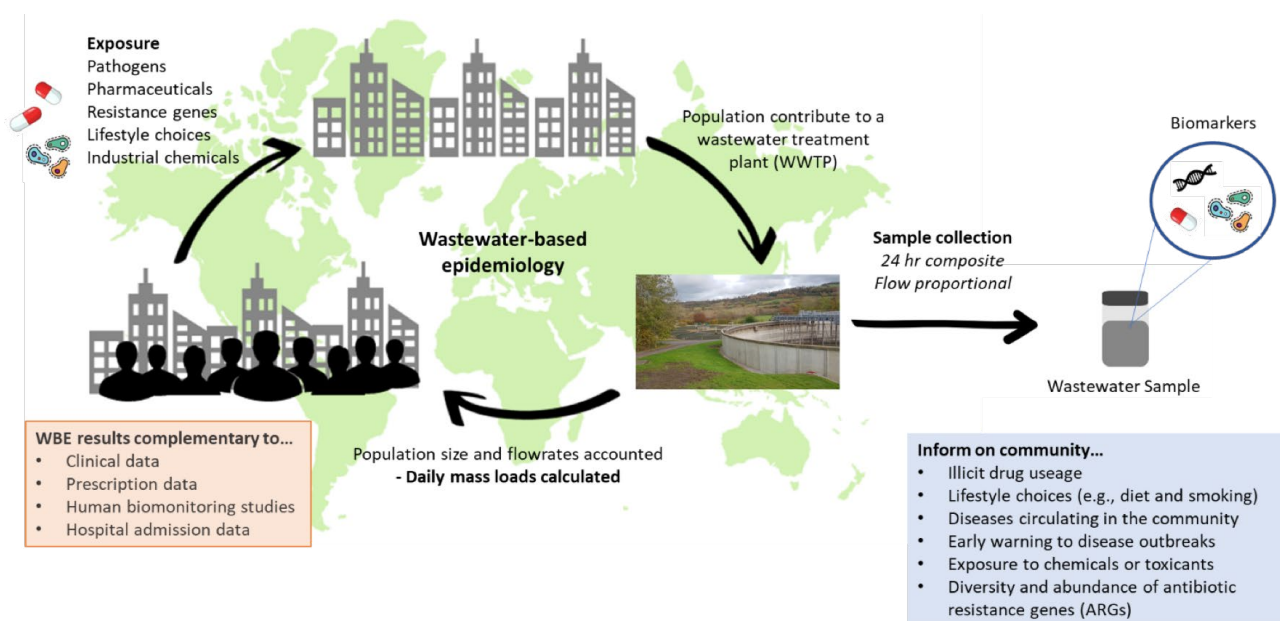 Exposure
Pathogens
Pharmaceuticals
Resistance genes
Lifestyle choices
Industrial chemicals
Population contribute to a
wastewater treatment
plant (WWTP)
Biomarkers
Wastewater-based
epidemiology
Sample collection
24 hr composite
Flow proportional
Wastewater Sample
WBE results complementary to...
• Clinical data
• Prescription data
• Human biomonitoring studies
• Hospital admission data
Population size and flowrates accounted
- Daily mass loads calculated
Inform on community...
• Illicit drug useage
• Lifestyle choices (e.g., diet and smoking)
• Diseases circulating in the community
• Early warning to disease outbreaks
• Exposure to chemicals or toxicants
• Diversity and abundance of antibiotic
resistance genes (ARGs)